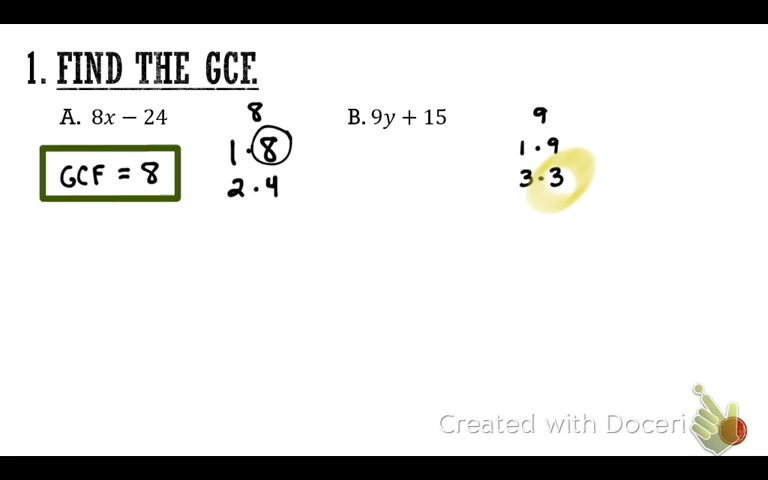 1. FIND THE GCF.
A. 8x − 24
8
1 · 8
2 · 4
GCF = 8
B. 9y + 15
9
1 · 9
3 · 3
Created with Doceri